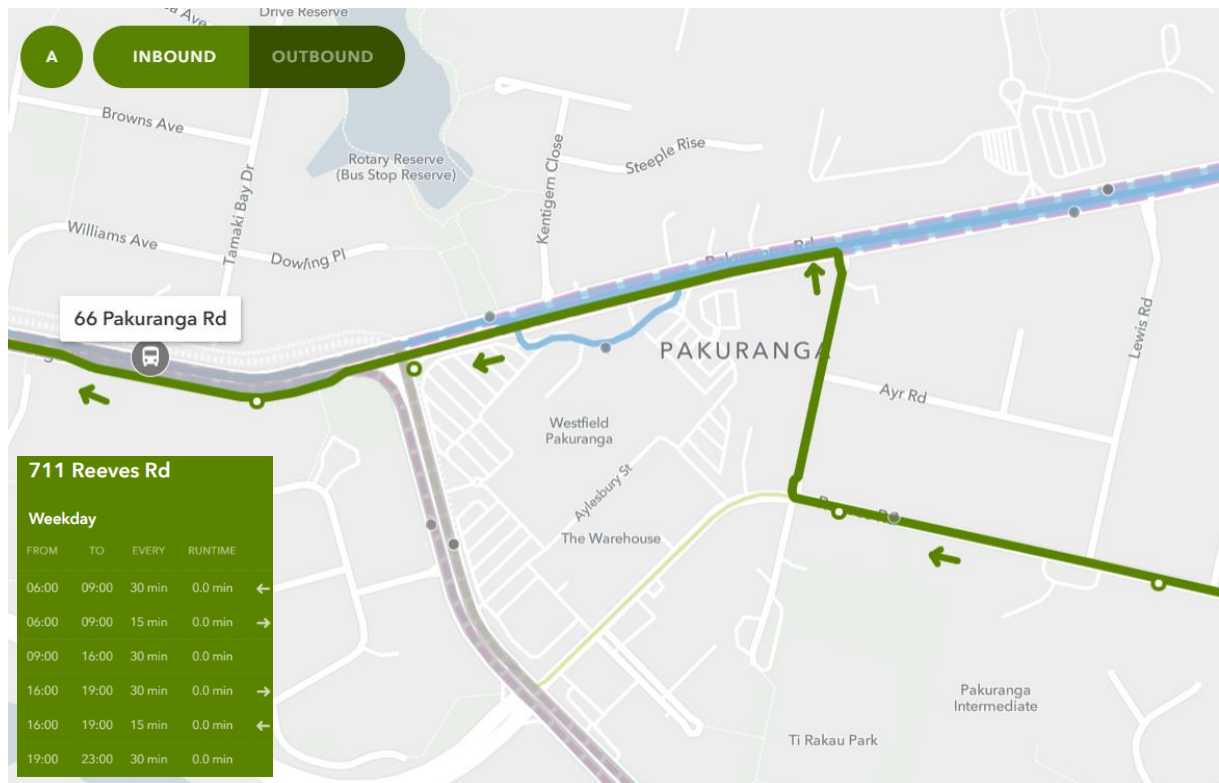 Drive Reserve
A
INBOUND
OUTBOUND
Browns Ave
Tamaki Bay Dr
Rotary Reserve
(Bus Stop Reserve)
Kentigern Close
Steeple Rise
Williams Ave
Dowling Pl
66 Pakuranga Rd
PAKURANGA
Lewis Rd
Ayr Rd
Westfield
Pakuranga
Aylesbury St
The Warehouse
711 Reeves Rd
Weekday
FROM TO EVERY RUNTIME
06:00 09:00 30 min 0.0 min ←
06:00 09:00 15 min 0.0 min →
09:00 16:00 30 min 0.0 min
16:00 19:00 30 min 0.0 min →
16:00 19:00 15 min 0.0 min ←
19:00 23:00 30 min 0.0 min
Pakuranga
Intermediate
Ti Rakau Park